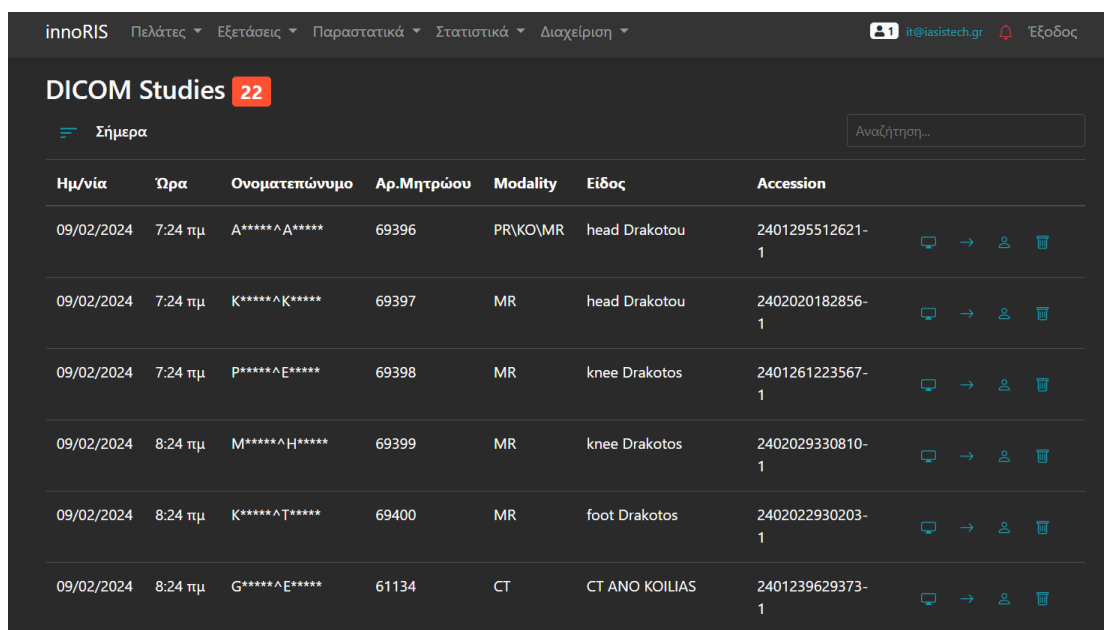 innoRIS Πελάτες Εξετάσεις Παραστατικά Στατιστικά Διαχείριση 1 it@iasistech.gr Έξοδος
DICOM Studies 22
Σήμερα Αναζήτηση...
Ημ/νία Ώρα Ονοματεπώνυμο Αρ.Μητρώου Modality Είδος Accession
09/02/2024 7:24 πμ A*****^A***** 69396 PR\KO\MR head Drakotou 2401295512621-
1
09/02/2024 7:24 πμ K*****^K***** 69397 MR head Drakotou 2402020182856-
1
09/02/2024 7:24 πμ P*****^E***** 69398 MR knee Drakotos 2401261223567-
1
09/02/2024 8:24 πμ M*****^H***** 69399 MR knee Drakotos 2402029330810-
1
09/02/2024 8:24 πμ K*****^T***** 69400 MR foot Drakotos 2402022930203-
1
09/02/2024 8:24 πμ G*****^E***** 61134 CT CT ANO KOILIAS 2401239629373-
1